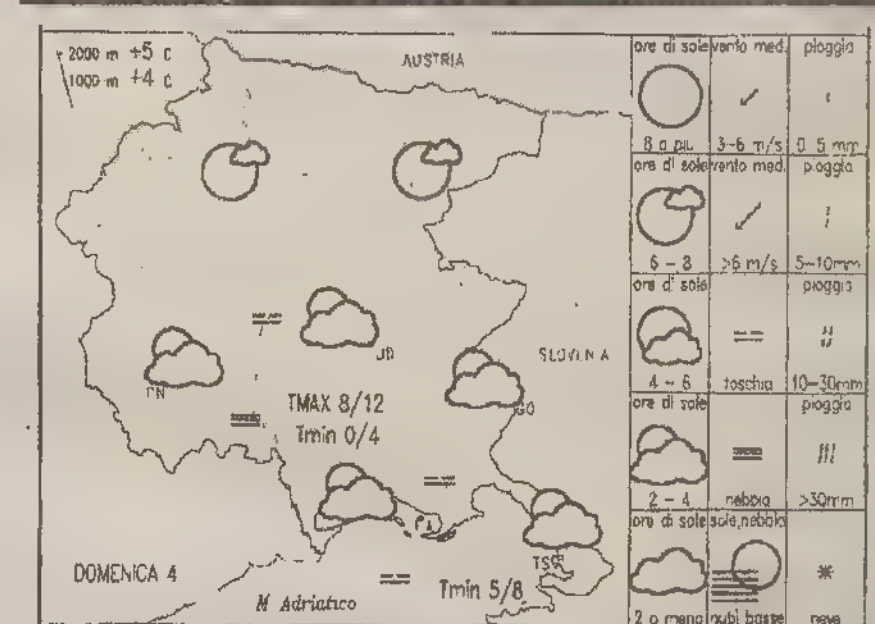 2000 m +5 C
1000 m +4 C
AUSTRIA
SLOVENIA
UD
PN
GO
TMAX 8/12
Tmin 0/4
TS
DOMENICA 4
M Adriatico
Tmin 5/8
ore di sole vento med. pioggia
8 o più 3-6 m/s 0-5 mm
ore di sole vento med. pioggia
6 - 8 >6 m/s 5-10mm
ore di sole pioggia
4 - 6 foschia 10-30mm
ore di sole pioggia
2 - 4 nebbia >30mm
ore di sole sole,nebbia
2 o meno nubi basse neve